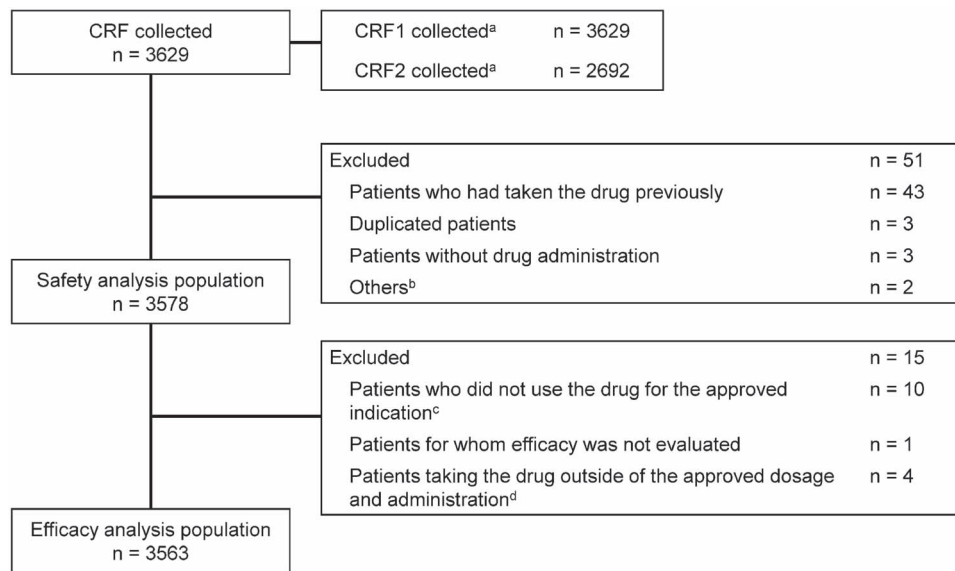 CRF collected
n = 3629
CRF1 collectedᵃ n = 3629
CRF2 collectedᵃ n = 2692
Excluded n = 51
Patients who had taken the drug previously n = 43
Duplicated patients n = 3
Patients without drug administration n = 3
Othersᵇ n = 2
Safety analysis population
n = 3578
Excluded n = 15
Patients who did not use the drug for the approved n = 10
indicationᶜ
Patients for whom efficacy was not evaluated n = 1
Patients taking the drug outside of the approved dosage n = 4
and administrationᵈ
Efficacy analysis population
n = 3563